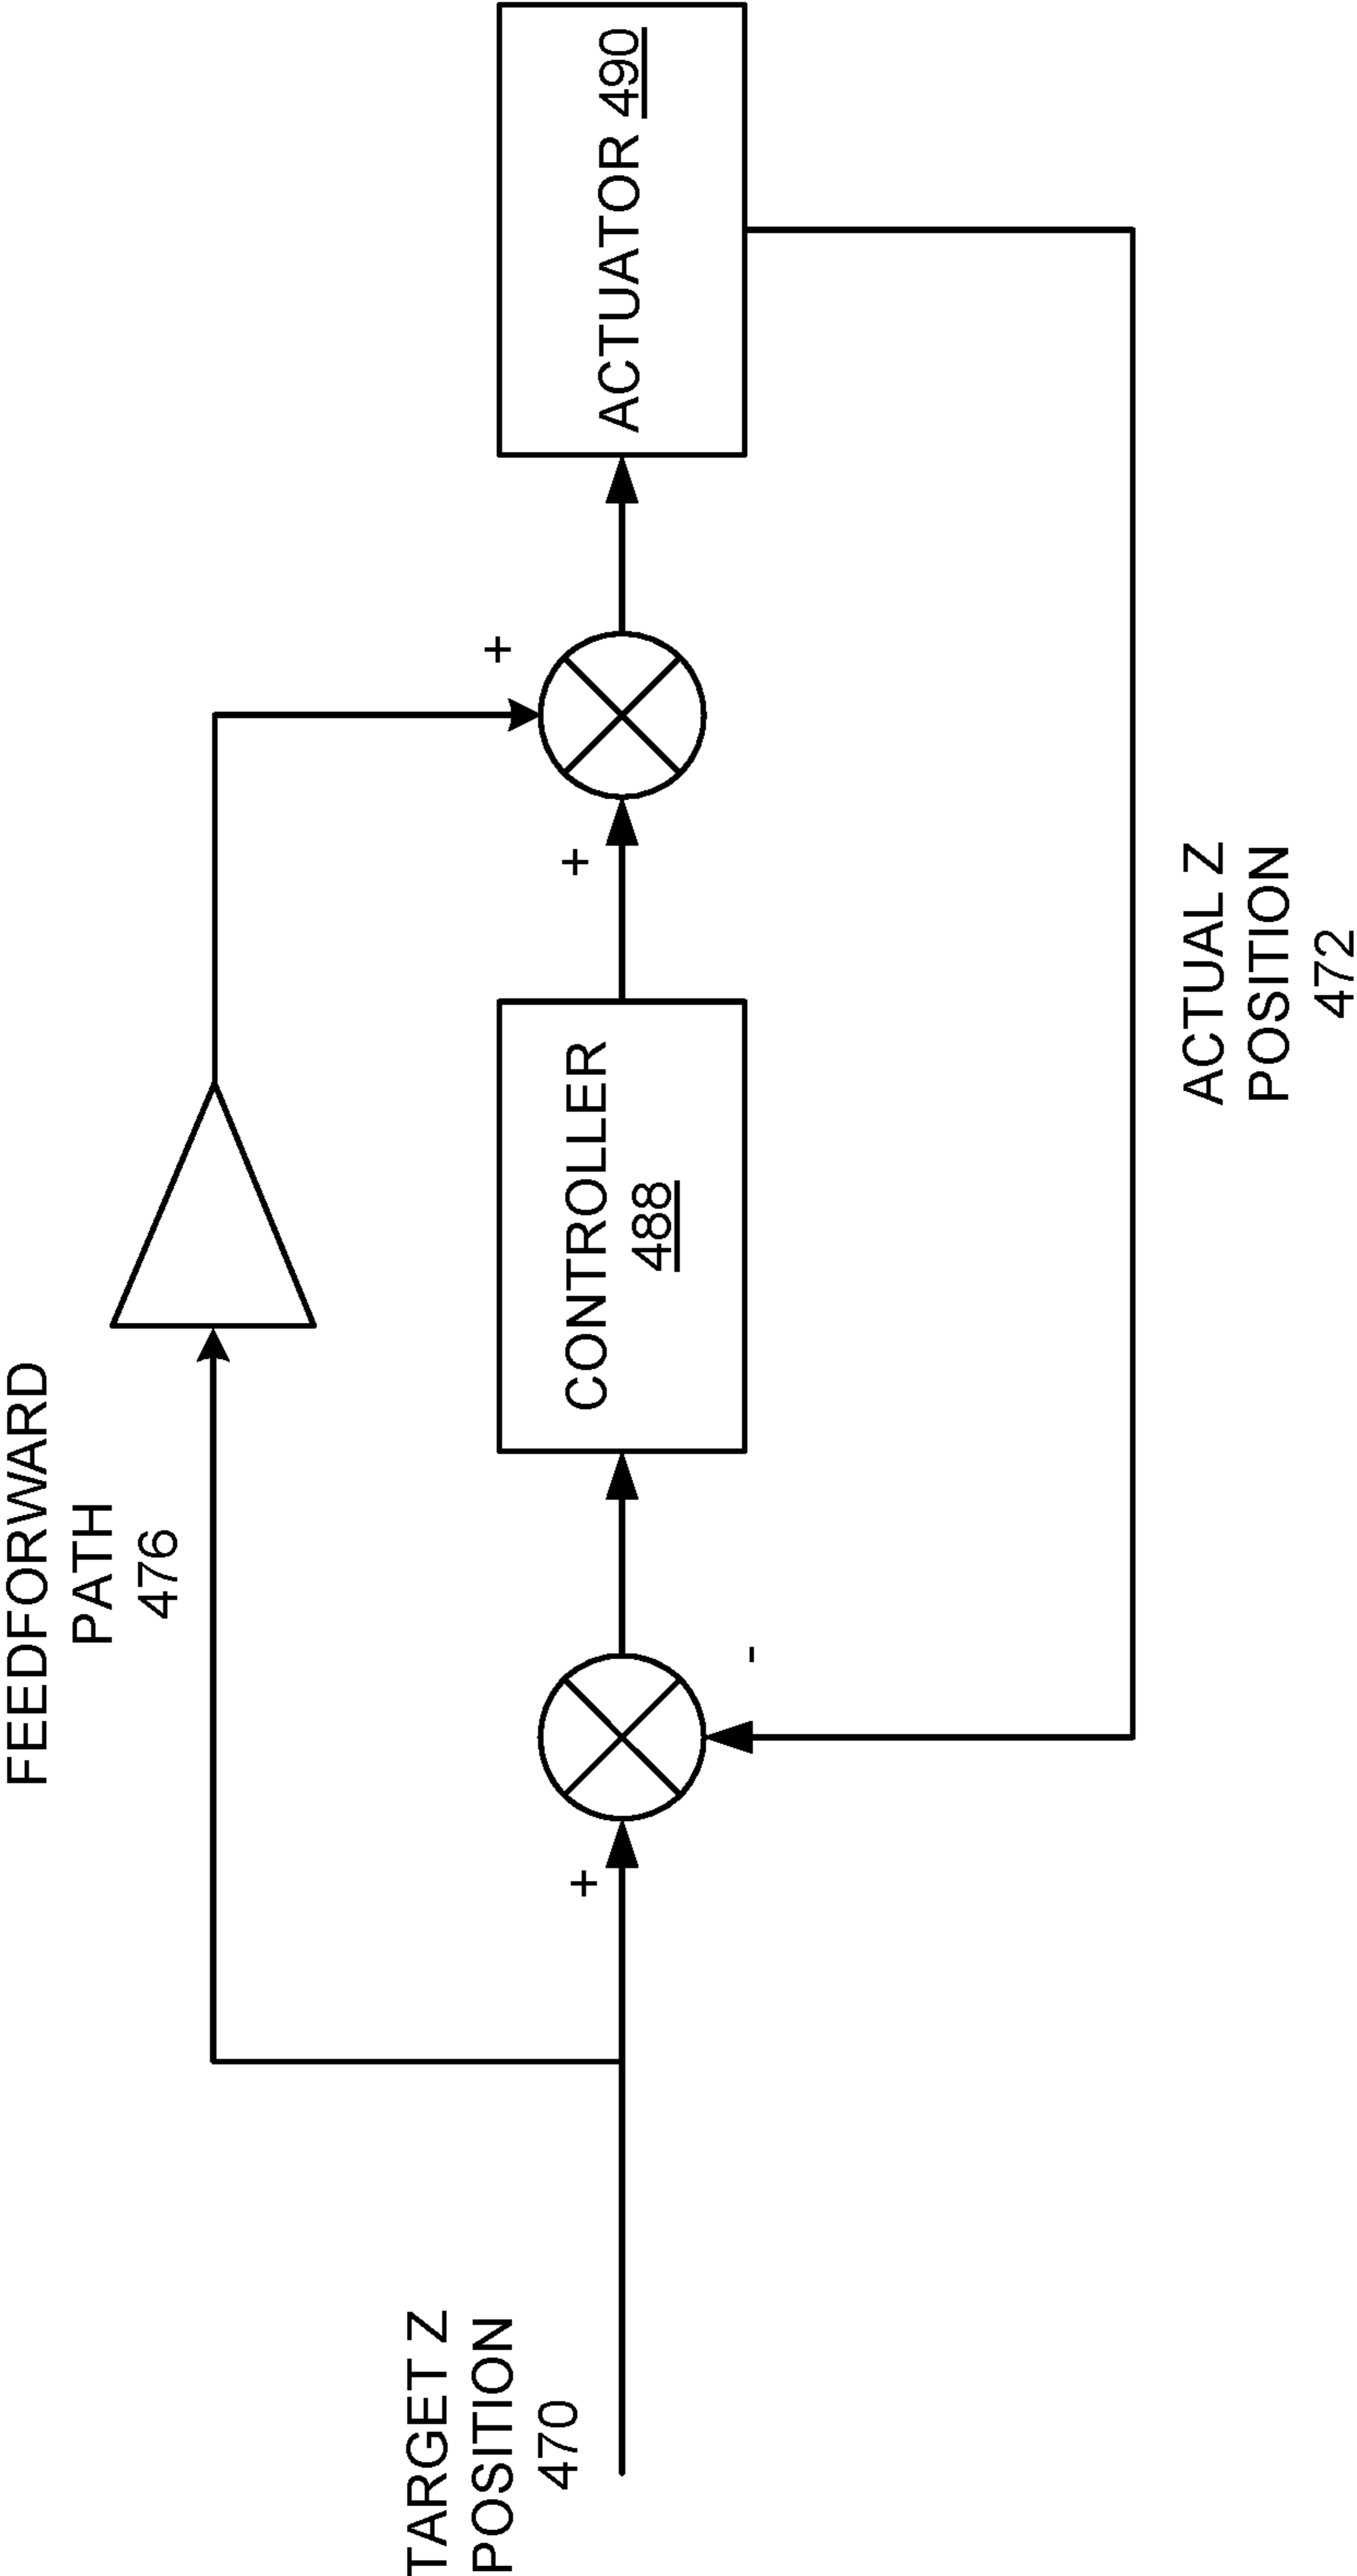 FEEDFORWARD
PATH
476
TARGET Z
POSITION
470
+
-
CONTROLLER
488
+
+
ACTUATOR 490
ACTUAL Z
POSITION
472